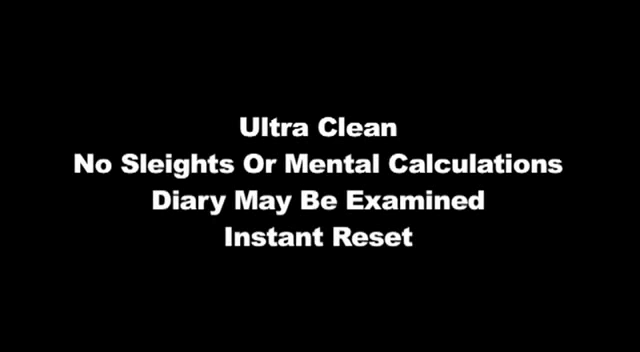 Ultra Clean
No Sleights Or Mental Calculations
Diary May Be Examined
Instant Reset